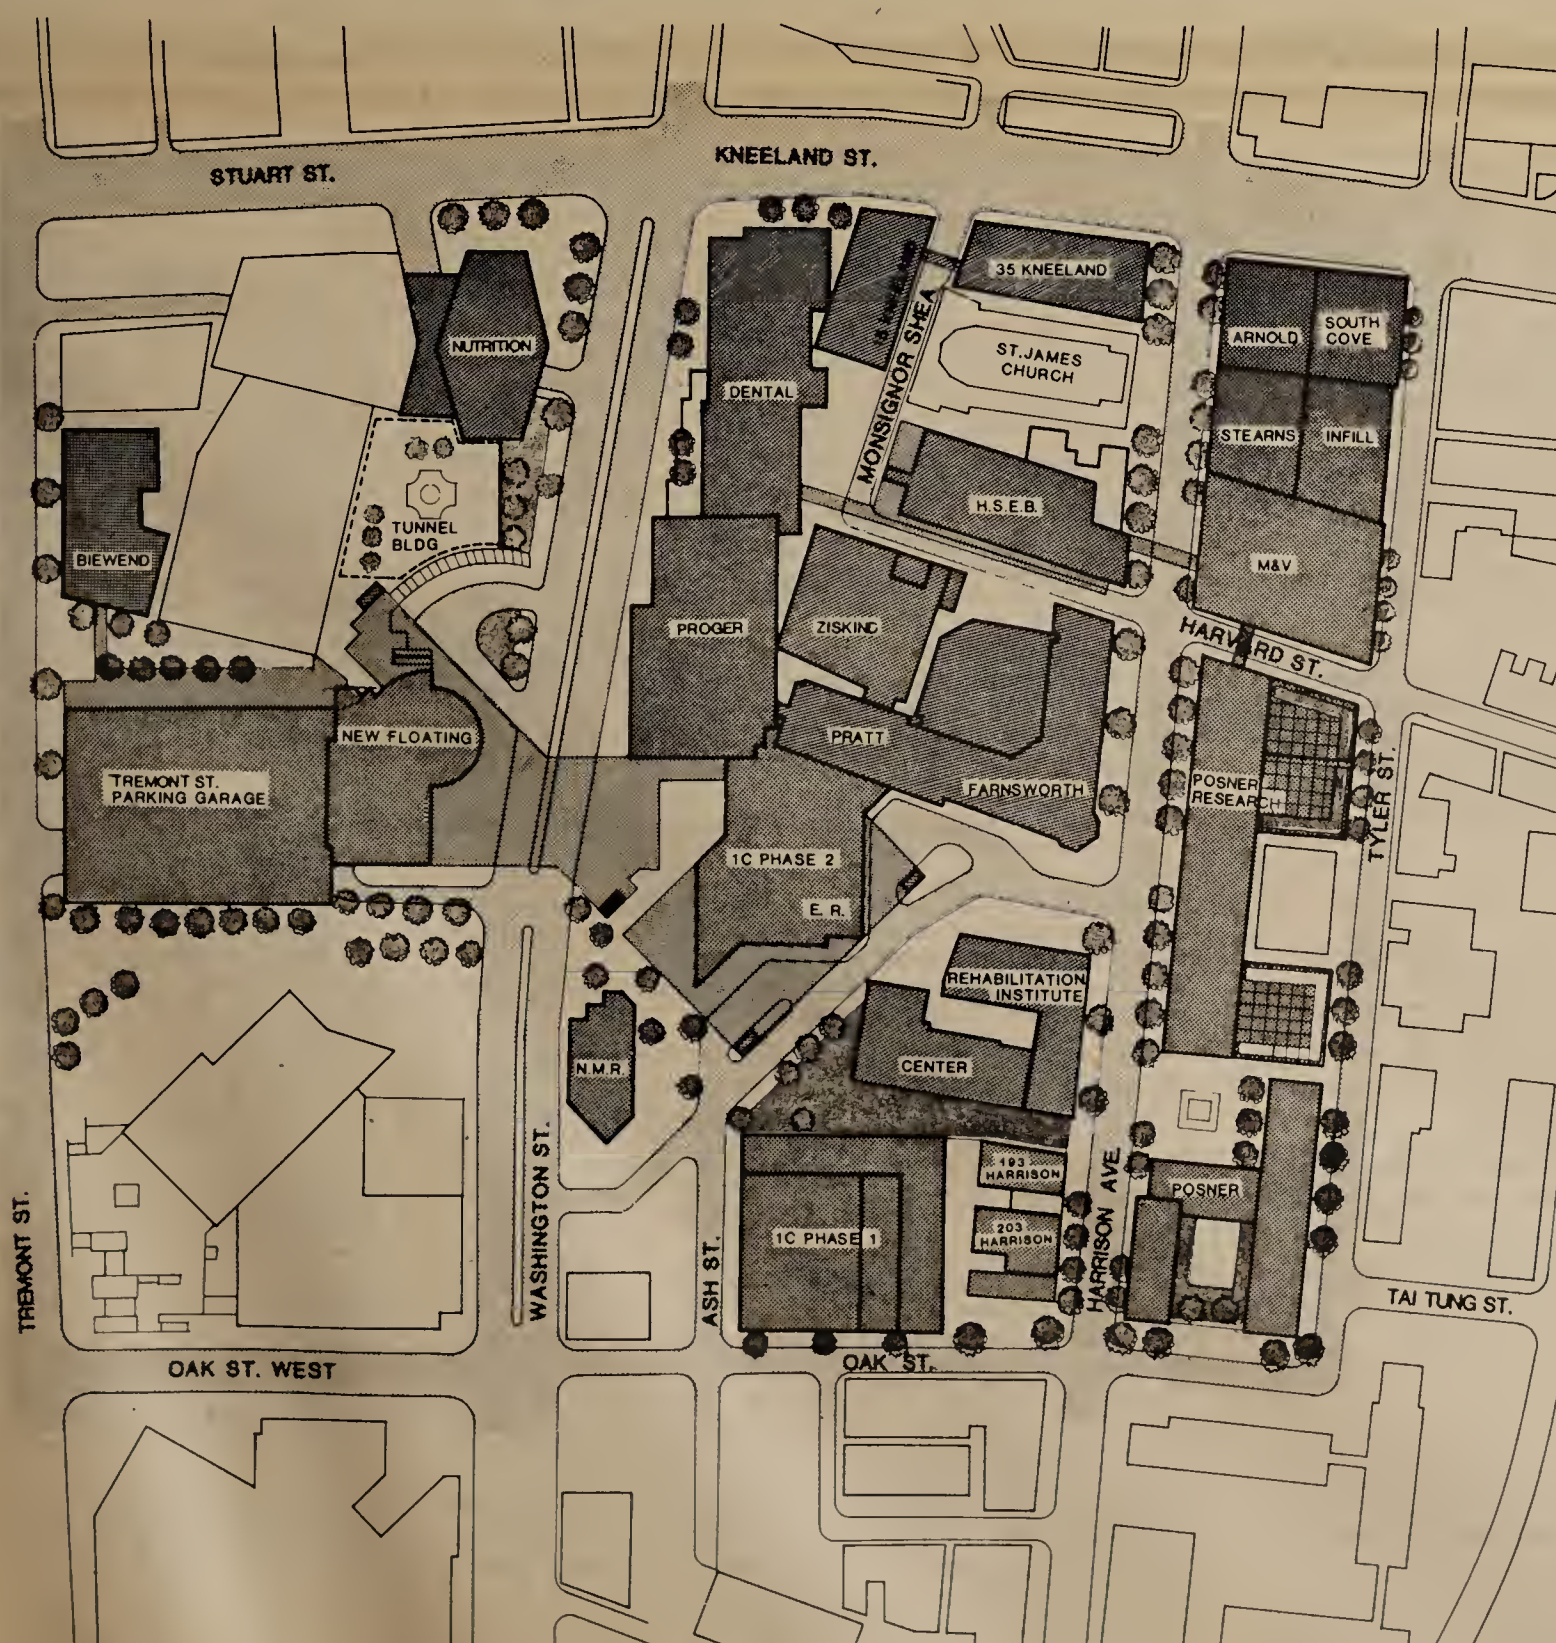 KNEELAND ST.
STUART ST.
35 KNEELAND
15 KNEELAND
NUTRITION
ARNOLD
SOUTH
COVE
ST. JAMES
CHURCH
MONSIGNOR SHEA
DENTAL
STEARNS
INFILL
H.S.E.B.
TUNNEL
BLDG
BIEWEND
M&V
PROGER
ZISKIND
HARVARD ST.
NEW FLOATING
PRATT
TREMONT ST.
PARKING GARAGE
FARNSWORTH
POSNER
RESEARCH
TYLER ST.
1C PHASE 2
E. R.
REHABILITATION
INSTITUTE
N.M.R.
CENTER
193
HARRISON
POSNER
TREMONT ST.
WASHINGTON ST.
ASH ST.
1C PHASE 1
203
HARRISON
HARRISON AVE.
TAI TUNG ST.
OAK ST. WEST
OAK ST.